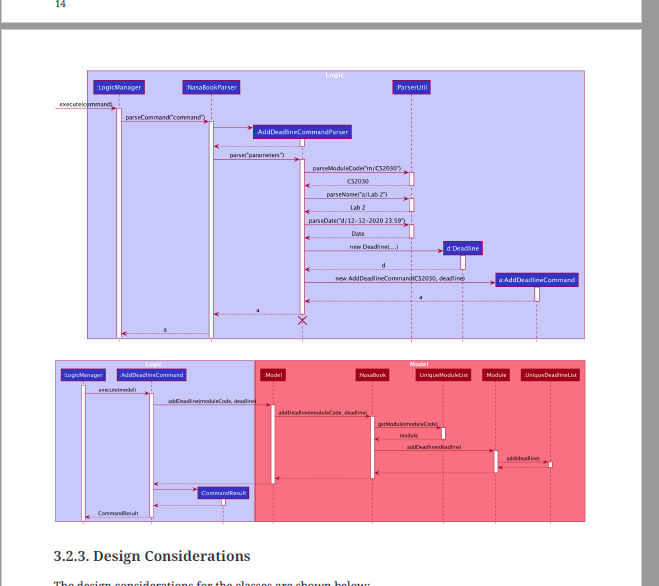 14
Logic
:LogicManager
:NasaBookParser
:ParserUtil
execute(command)
parseCommand("command")
:AddDeadlineCommandParser
parse("parameters")
parseModuleCode("m/CS2030")
CS2030
parseName("a/Lab 2")
Lab 2
parseDate("d/12-12-2020 23:59")
Date
new Deadline(,...)
d:Deadline
d
new AddDeadlineCommand(CS2030, deadline)
a:AddDeadlineCommand
a
a
a
Logic
Model
:LogicManager
:AddDeadlineCommand
:Model
:NasaBook
:UniqueModuleList
:Module
:UniqueDeadlineList
execute(model)
addDeadline(moduleCode, deadline)
addDeadline(moduleCode, deadline)
getModule(moduleCode)
module
addDeadline(deadline)
add(deadline)
:CommandResult
CommandResult
3.2.3. Design Considerations
The design considerations for the classes are shown below: